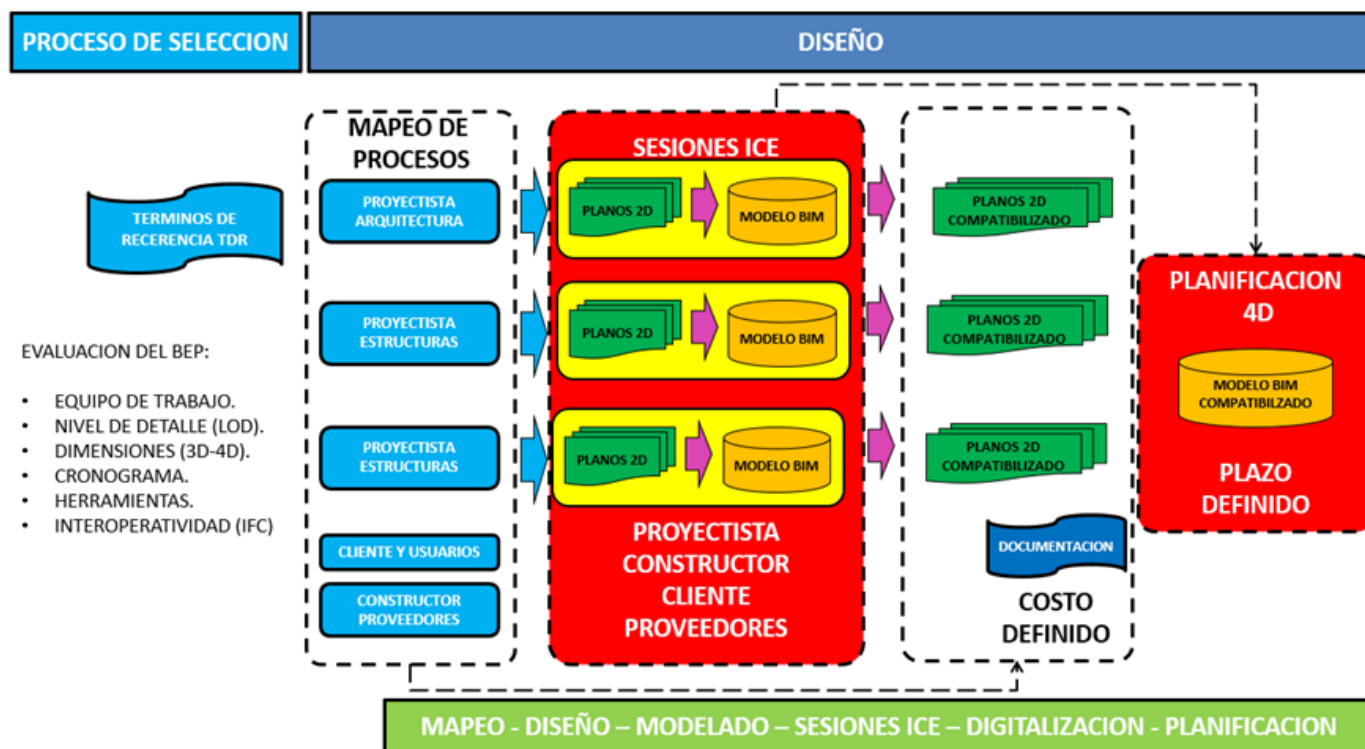 PROCESO DE SELECCION
DISEÑO
TERMINOS DE
RECERENCIA TDR
EVALUACION DEL BEP:
• EQUIPO DE TRABAJO.
• NIVEL DE DETALLE (LOD).
• DIMENSIONES (3D-4D).
• CRONOGRAMA.
• HERRAMIENTAS.
• INTEROPERATIVIDAD (IFC)
MAPEO DE
PROCESOS
PROYECTISTA
ARQUITECTURA
PROYECTISTA
ESTRUCTURAS
PROYECTISTA
ESTRUCTURAS
CLIENTE Y USUARIOS
CONSTRUCTOR
PROVEEDORES
SESIONES ICE
PLANOS 2D
MODELO BIM
PLANOS 2D
MODELO BIM
PLANOS 2D
MODELO BIM
PROYECTISTA
CONSTRUCTOR
CLIENTE
PROVEEDORES
PLANOS 2D
COMPATIBILIZADO
PLANOS 2D
COMPATIBILIZADO
PLANOS 2D
COMPATIBILIZADO
DOCUMENTACION
COSTO
DEFINIDO
PLANIFICACION
4D
MODELO BIM
COMPATIBILZADO
PLAZO
DEFINIDO
MAPEO - DISEÑO – MODELADO – SESIONES ICE – DIGITALIZACION - PLANIFICACION